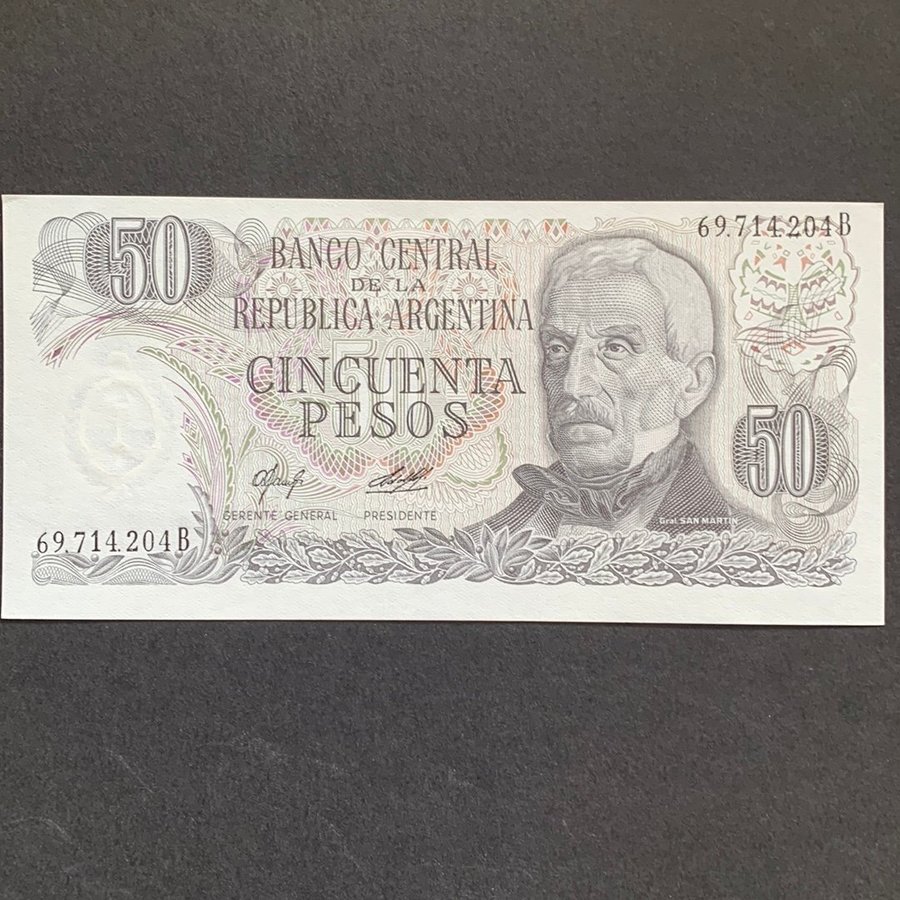 50
69.714.204B
BANCO CENTRAL
DE LA
REPUBLICA ARGENTINA
50
CINCUENTA
PESOS
50
GERENTE GENERAL PRESIDENTE
Gral. SAN MARTIN
69.714.204B